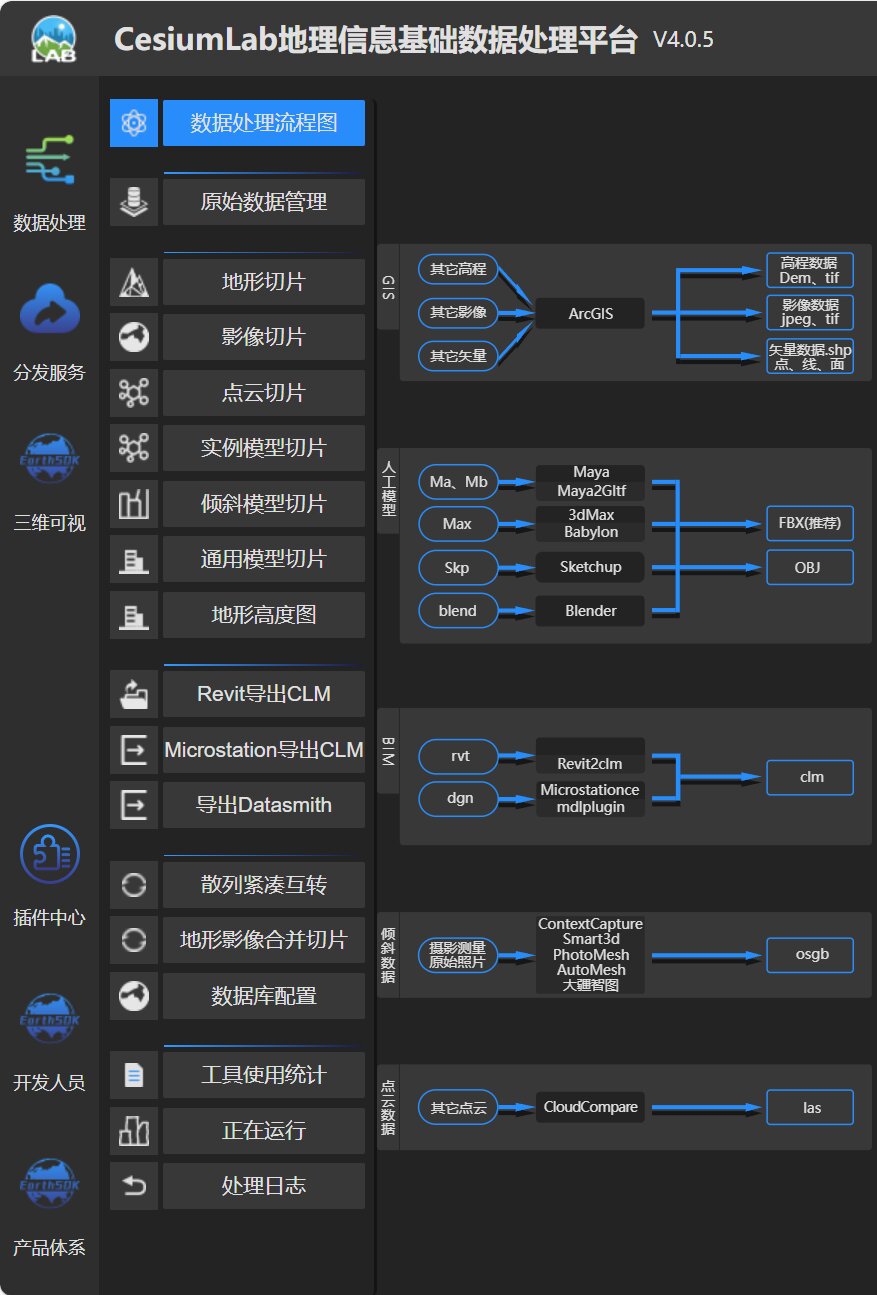 LAB
CesiumLab地理信息基础数据处理平台 V4.0.5
数据处理
分发服务
EarthSDK
三维可视
插件中心
EarthSDK
开发人员
EarthSDK
产品体系
数据处理流程图
原始数据管理
地形切片
影像切片
点云切片
实例模型切片
倾斜模型切片
通用模型切片
地形高度图
Revit导出CLM
Microstation导出CLM
导出Datasmith
散列紧凑互转
地形影像合并切片
数据库配置
工具使用统计
正在运行
处理日志
GIS
其它高程
其它影像
其它矢量
ArcGIS
高程数据
Dem、tif
影像数据
jpeg、tif
矢量数据.shp
点、线、面
人工模型
Ma、Mb
Max
Skp
blend
Maya
Maya2Gltf
3dMax
Babylon
Sketchup
Blender
FBX(推荐)
OBJ
BIM
rvt
dgn
Revit2clm
Microstationce
mdlplugin
clm
倾斜数据
摄影测量
原始照片
ContextCapture
Smart3d
PhotoMesh
AutoMesh
大疆智图
osgb
点云数据
其它点云
CloudCompare
las